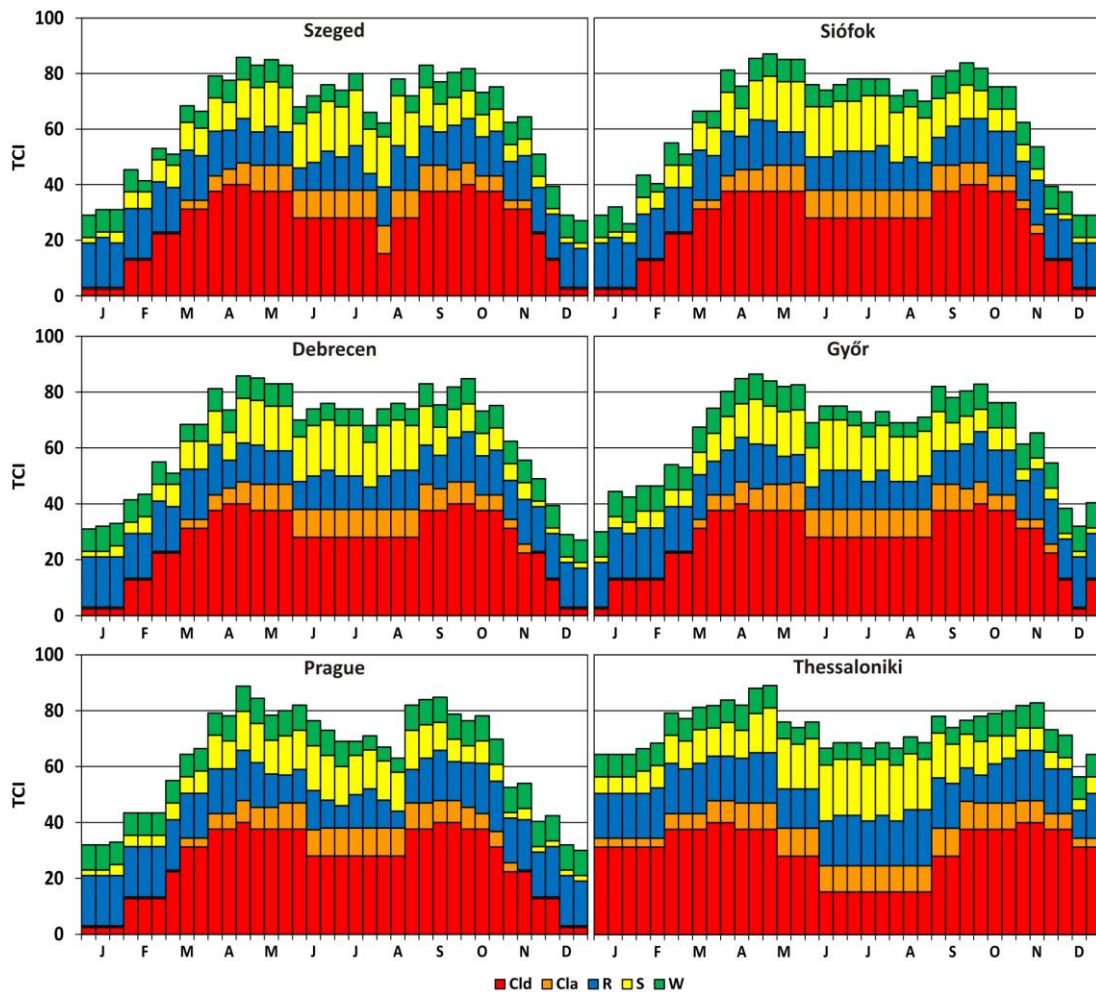 Szeged
Siófok
TCI
100
80
60
40
20
0
J F M A M J J A S O N D
J F M A M J J A S O N D
Debrecen
Győr
TCI
100
80
60
40
20
0
J F M A M J J A S O N D
J F M A M J J A S O N D
Prague
Thessaloniki
TCI
100
80
60
40
20
0
J F M A M J J A S O N D
J F M A M J J A S O N D
Cld Cla R S W